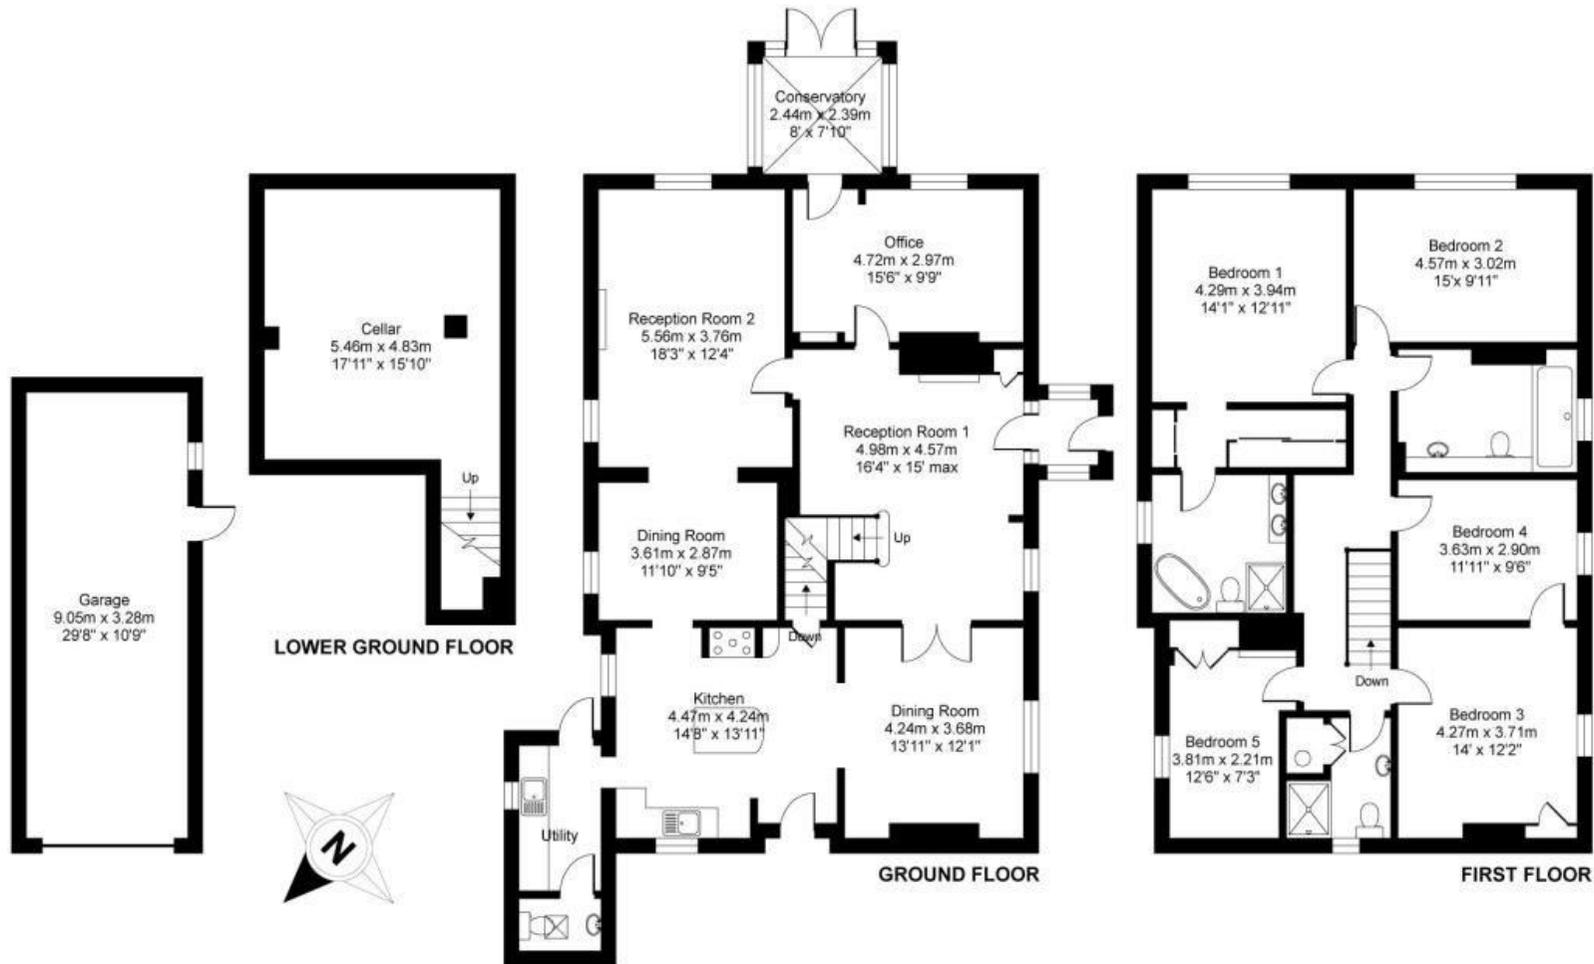 Conservatory
2.44m x 2.39m
8' x 7'10"
Cellar
5.46m x 4.83m
17'11" x 15'10"
Up
LOWER GROUND FLOOR
Garage
9.05m x 3.28m
29'8" x 10'9"
N
Reception Room 2
5.56m x 3.76m
18'3" x 12'4"
Office
4.72m x 2.97m
15'6" x 9'9"
Reception Room 1
4.98m x 4.57m
16'4" x 15' max
Dining Room
3.61m x 2.87m
11'10" x 9'5"
Up
Down
Kitchen
4.47m x 4.24m
14'8" x 13'11"
Dining Room
4.24m x 3.68m
13'11" x 12'1"
Utility
GROUND FLOOR
Bedroom 1
4.29m x 3.94m
14'1" x 12'11"
Bedroom 2
4.57m x 3.02m
15'x 9'11"
Bedroom 4
3.63m x 2.90m
11'11" x 9'6"
Down
Bedroom 3
4.27m x 3.71m
14' x 12'2"
Bedroom 5
3.81m x 2.21m
12'6" x 7'3"
FIRST FLOOR